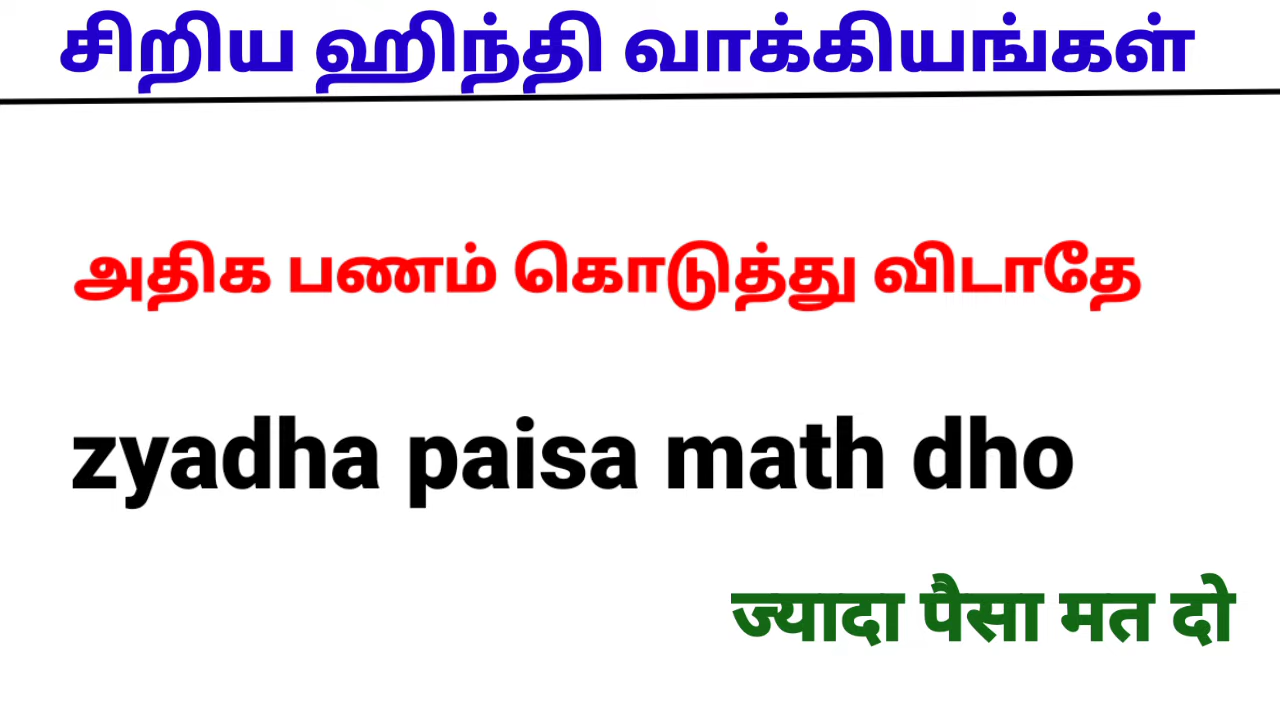 சிறிய ஹிந்தி வாக்கியங்கள்
அதிக பணம் கொடுத்து விடாதே
zyadha paisa math dho
ज्यादा पैसा मत दो